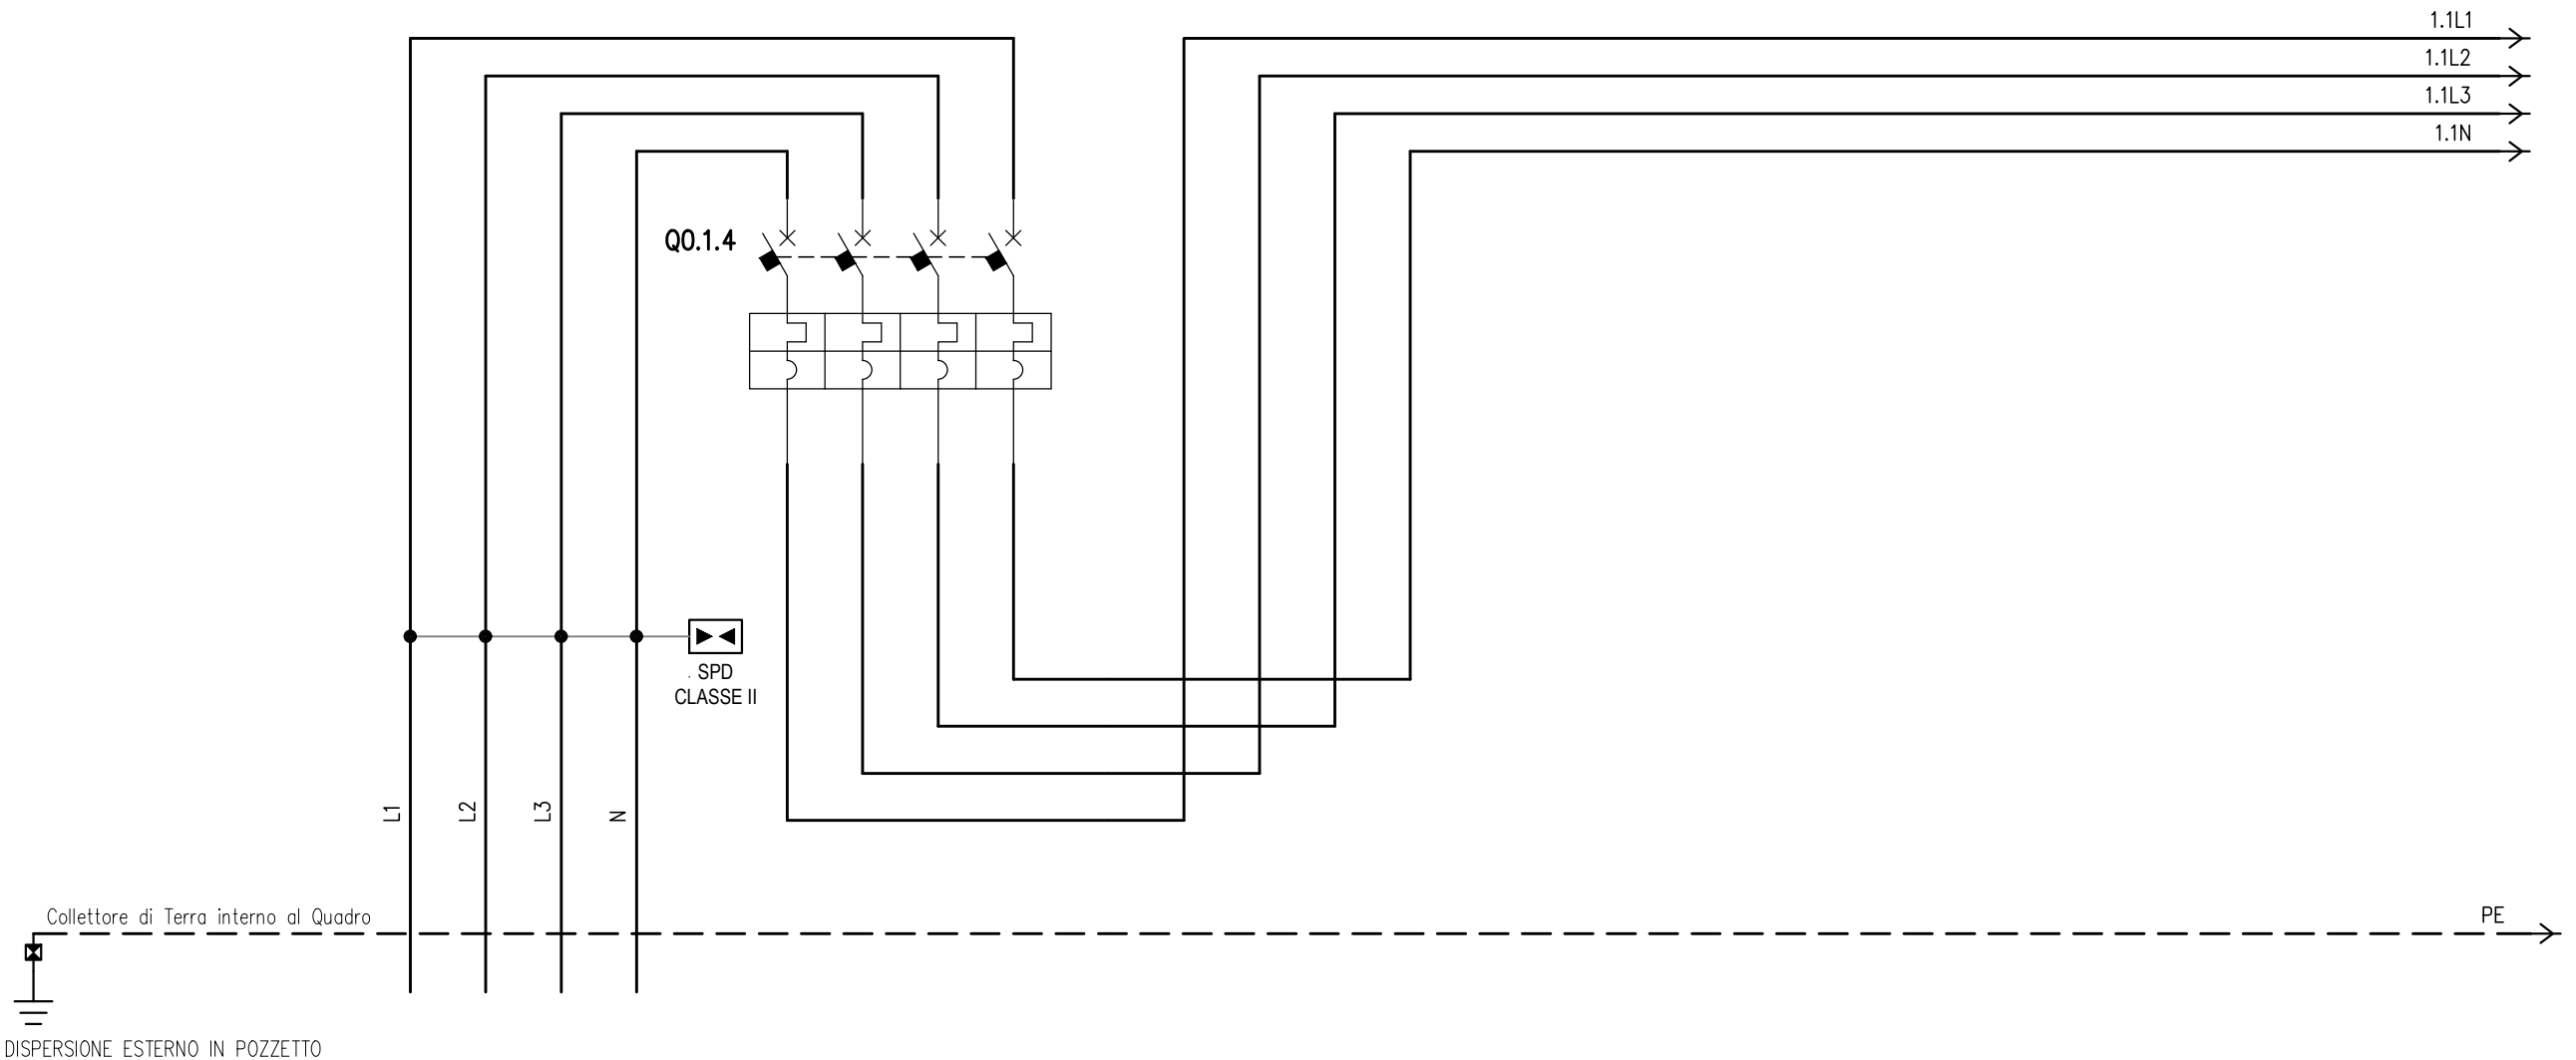 1.1L1
1.1L2
1.1L3
1.1N
Q0.1.4
. SPD
CLASSE II
L1
L2
L3
N
Collettore di Terra interno al Quadro
PE
DISPERSIONE ESTERNO IN POZZETTO